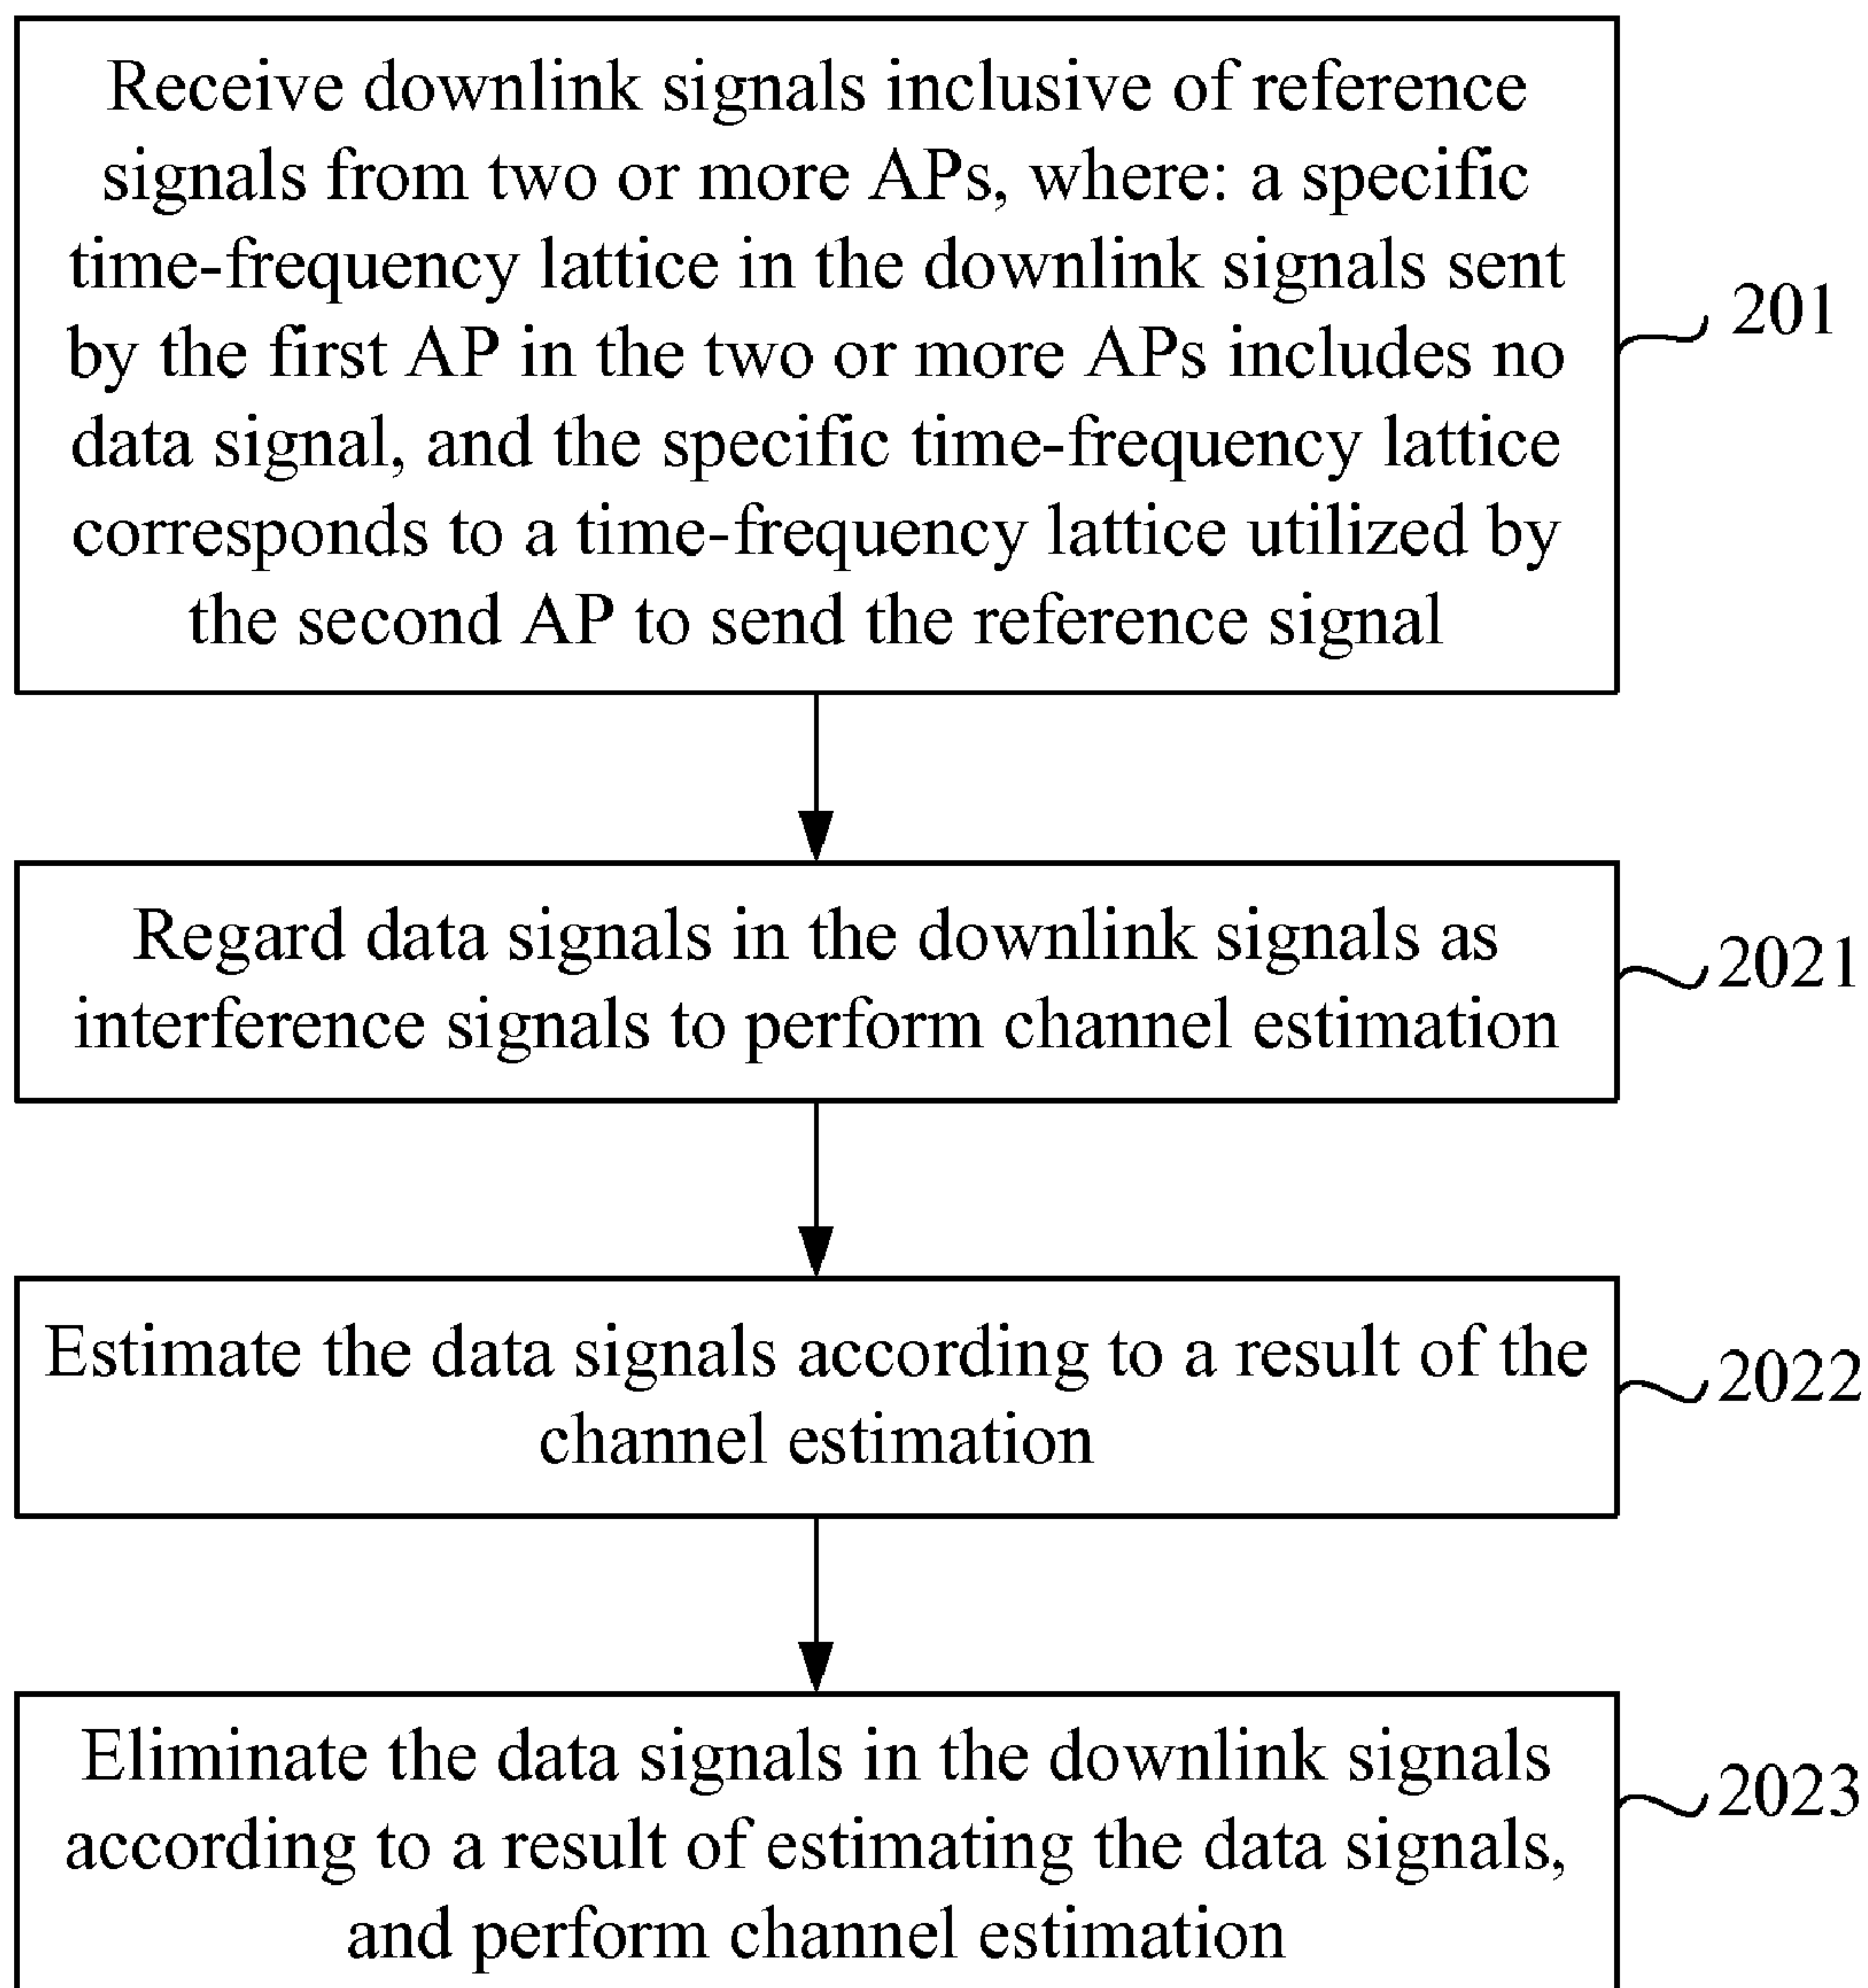 Receive downlink signals inclusive of reference
signals from two or more APs, where: a specific
time-frequency lattice in the downlink signals sent
by the first AP in the two or more APs includes no
data signal, and the specific time-frequency lattice
corresponds to a time-frequency lattice utilized by
the second AP to send the reference signal
201
Regard data signals in the downlink signals as
interference signals to perform channel estimation
2021
Estimate the data signals according to a result of the
channel estimation
2022
Eliminate the data signals in the downlink signals
according to a result of estimating the data signals,
and perform channel estimation
2023